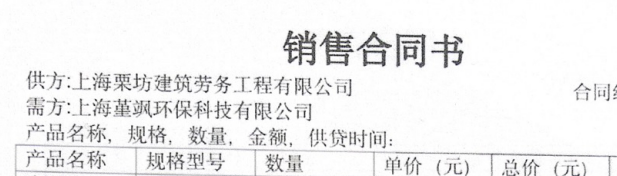 销售合同书
供方:上海栗坊建筑劳务工程有限公司 合同
需方:上海堇飒环保科技有限公司
产品名称, 规格, 数量, 金额, 供贷时间:
产品名称 规格型号 数量 单价 (元) 总价 (元)